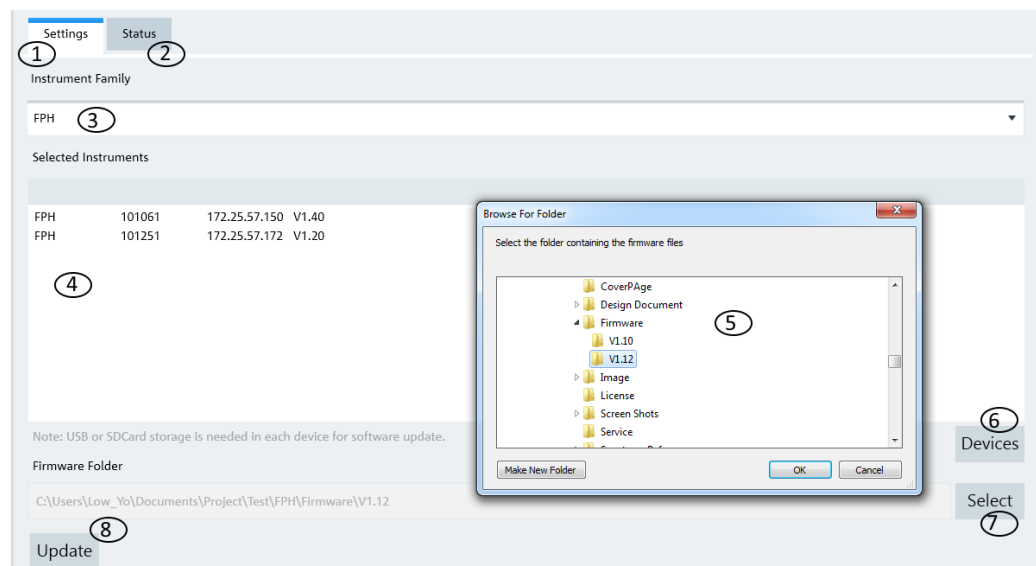 Settings Status
1 2
Instrument Family
FPH 3
Selected Instruments
FPH 101061 172.25.57.150 V1.40
FPH 101251 172.25.57.172 V1.20
4
Browse For Folder
Select the folder containing the firmware files
CoverPAge
Design Document
Firmware
5
V1.10
V1.12
Image
License
Screen Shots
Service
Make New Folder OK Cancel
6
Devices
Note: USB or SDCard storage is needed in each device for software update.
Firmware Folder
C:\Users\Low_Yo\Documents\Project\Test\FPH\Firmware\V1.12
Select
7
8
Update